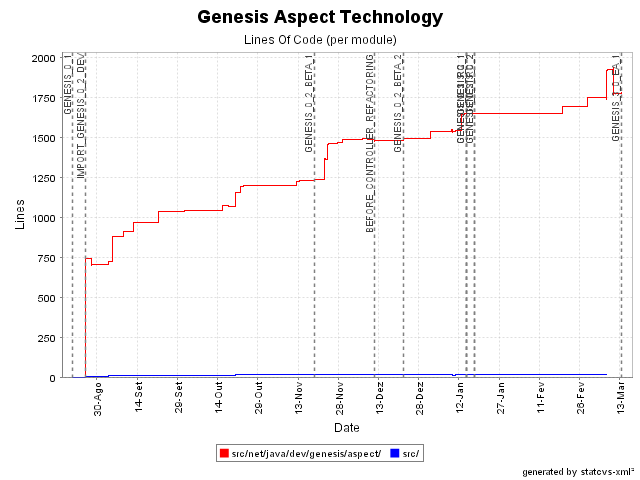 Genesis Aspect Technology
Lines Of Code (per module)
Lines
2000
1750
1500
1250
1000
750
500
250
0
GENESIS_0_1
IMPORT_GENESIS_0_2_DEV
GENESIS_0_2_BETA_1
BEFORE_CONTROLLER_REFACTORING
GENESIS_0_2_BETA_2
30-Ago
14-Set
29-Set
14-Out
29-Out
13-Nov
28-Nov
13-Dez
28-Dez
12-Jan
27-Jan
11-Fev
26-Fev
13-Mar
Date
src/net/java/dev/genesis/aspect/
src/
generated by statcvs-xml²